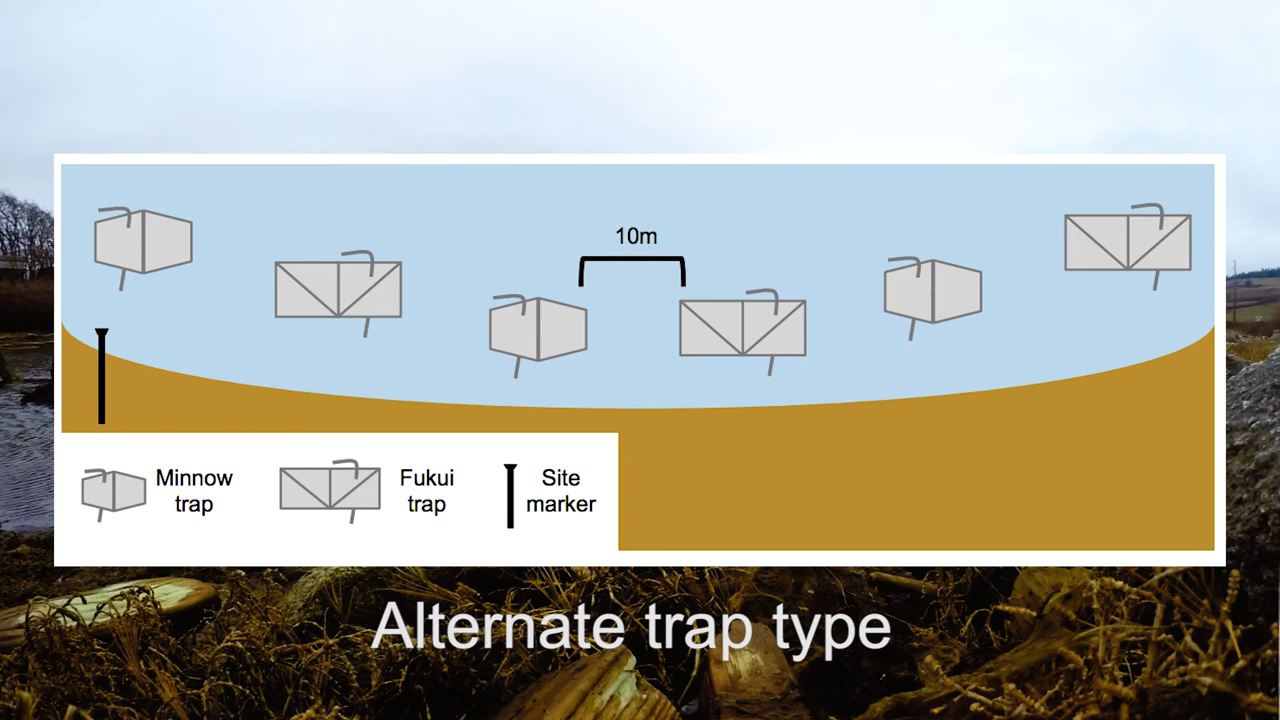 10m
Minnow
trap
Fukui
trap
Site
marker
Alternate trap type